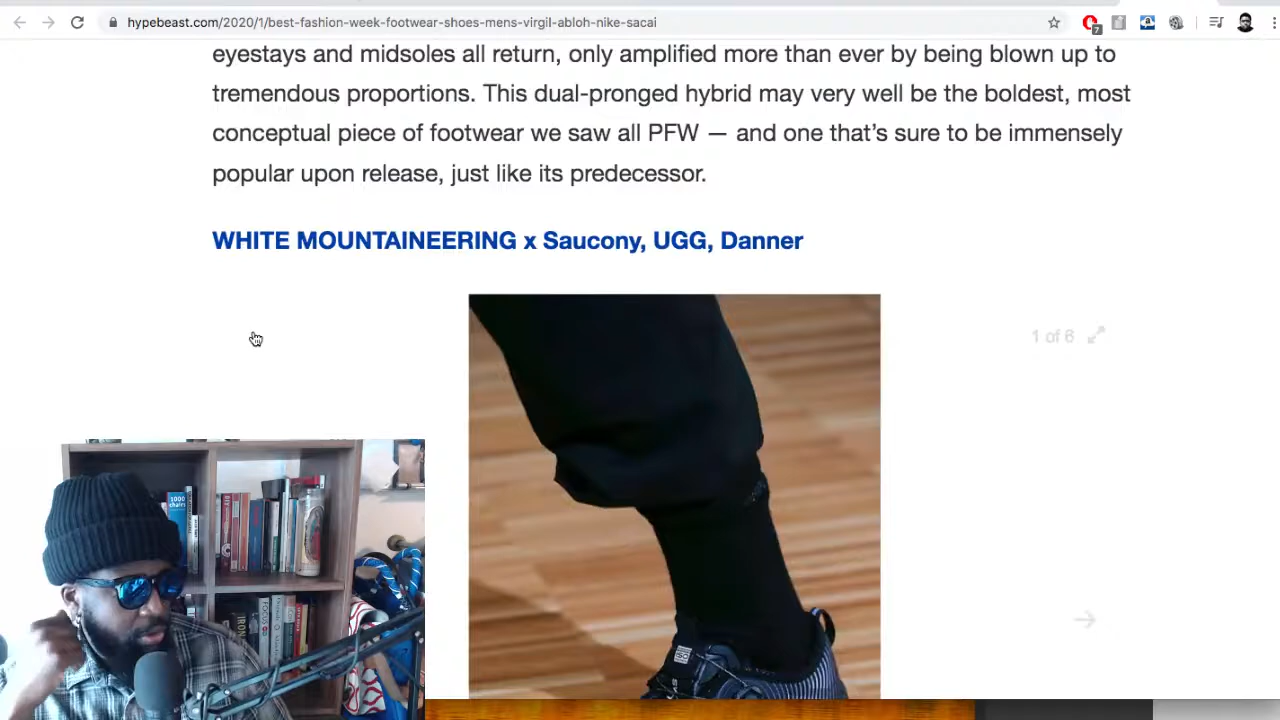 hypebeast.com/2020/1/best-fashion-week-footwear-shoes-mens-virgil-abloh-nike-sacai
7
eyestays and midsoles all return, only amplified more than ever by being blown up to
tremendous proportions. This dual-pronged hybrid may very well be the boldest, most
conceptual piece of footwear we saw all PFW — and one that's sure to be immensely
popular upon release, just like its predecessor.
WHITE MOUNTAINEERING x Saucony, UGG, Danner
1 of 6
1000
chairs